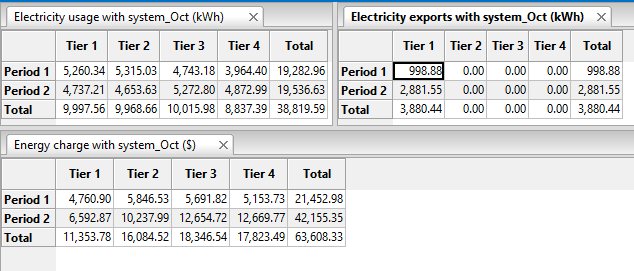 Electricity usage with system_Oct (kWh)
Tier 1 Tier 2 Tier 3 Tier 4 Total
Period 1 5,260.34 5,315.03 4,743.18 3,964.40 19,282.96
Period 2 4,737.21 4,653.63 5,272.80 4,872.99 19,536.63
Total 9,997.56 9,968.66 10,015.98 8,837.39 38,819.59
Electricity exports with system_Oct (kWh)
Tier 1 Tier 2 Tier 3 Tier 4 Total
Period 1 998.88 0.00 0.00 0.00 998.88
Period 2 2,881.55 0.00 0.00 0.00 2,881.55
Total 3,880.44 0.00 0.00 0.00 3,880.44
Energy charge with system_Oct ($)
Tier 1 Tier 2 Tier 3 Tier 4 Total
Period 1 4,760.90 5,846.53 5,691.82 5,153.73 21,452.98
Period 2 6,592.87 10,237.99 12,654.72 12,669.77 42,155.35
Total 11,353.78 16,084.52 18,346.54 17,823.49 63,608.33